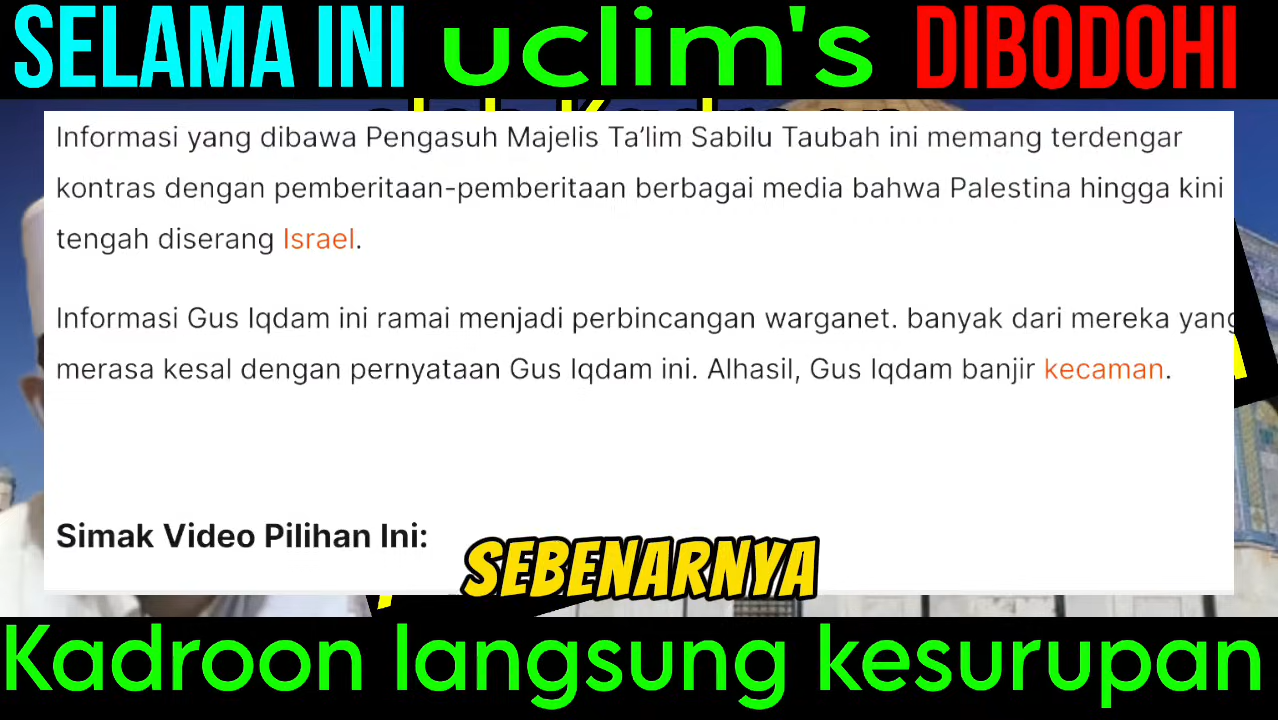 SELAMA INI uclim's DIBODOHI
Informasi yang dibawa Pengasuh Majelis Ta’lim Sabilu Taubah ini memang terdengar
kontras dengan pemberitaan-pemberitaan berbagai media bahwa Palestina hingga kini
tengah diserang Israel.
Informasi Gus Iqdam ini ramai menjadi perbincangan warganet. banyak dari mereka yang
merasa kesal dengan pernyataan Gus Iqdam ini. Alhasil, Gus Iqdam banjir kecaman.
Simak Video Pilihan Ini:
SEBENARNYA
Kadroon langsung kesurupan